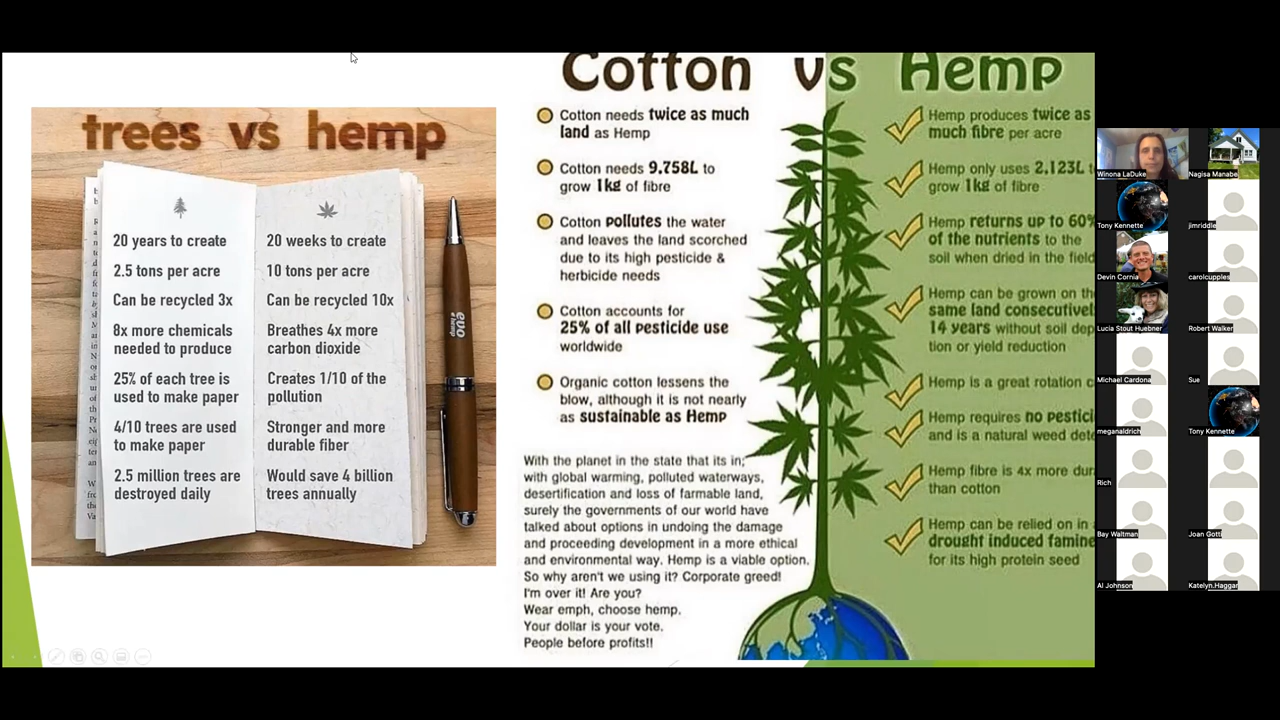 trees vs hemp
20 years to create
2.5 tons per acre
Can be recycled 3x
8x more chemicals
needed to produce
25% of each tree is
used to make paper
4/10 trees are used
to make paper
2.5 million trees are
destroyed daily
20 weeks to create
10 tons per acre
Can be recycled 10x
Breathes 4x more
carbon dioxide
Creates 1/10 of the
pollution
Stronger and more
durable fiber
Would save 4 billion
trees annually
evo
hemp
Cotton vs Hemp
Cotton needs twice as much
land as Hemp
Cotton needs 9,758L to
grow 1kg of fibre
Cotton pollutes the water
and leaves the land scorched
due to its high pesticide &
herbicide needs
Cotton accounts for
25% of all pesticide use
worldwide
Organic cotton lessens the
blow, although it is not nearly
as sustainable as Hemp
With the planet in the state that its in;
with global warming, polluted waterways,
desertification and loss of farmable land,
surely the governments of our world have
talked about options in undoing the damage
and proceeding development in a more ethical
and environmental way. Hemp is a viable option.
So why aren't we using it? Corporate greed!
I'm over it! Are you?
Wear emph, choose hemp.
Your dollar is your vote.
People before profits!!
Hemp produces twice as
much fibre per acre
Hemp only uses 2,123L t
grow 1kg of fibre
Hemp returns up to 60%
of the nutrients to the
soil when dried in the field
Hemp can be grown on the
same land consecutivel
14 years without soil dep
tion or yield reduction
Hemp is a great rotation c
Hemp requires no pestici
and is a natural weed dete
Hemp fibre is 4x more dur
than cotton
Hemp can be relied on in
drought induced famine
for its high protein seed
Winona LaDuke
Nagisa Manabe
Tony Kennette
jimriddle
Devin Cornia
carolcupples
Lucia Stout Huebner
Robert Walker
Michael Cardona
Sue
meganaldrich
Tony Kennette
Rich
Bay Waltman
Joan Gotti
Al Johnson
Katelyn.Haggar